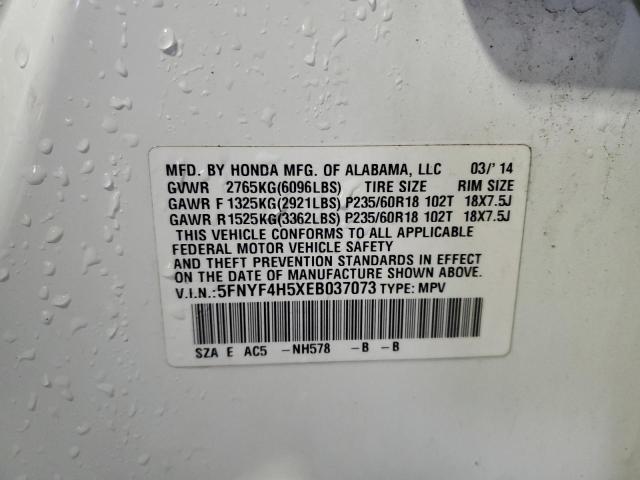 MFD. BY HONDA MFG. OF ALABAMA, LLC 03/'14
GVWR 2765KG(6096LBS) TIRE SIZE RIM SIZE
GAWR F 1325KG(2921LBS) P235/60R18 102T 18X7.5J
GAWR R 1525KG(3362LBS) P235/60R18 102T 18X7.5J
THIS VEHICLE CONFORMS TO ALL APPLICABLE
FEDERAL MOTOR VEHICLE SAFETY
AND THEFT PREVENTION STANDARDS IN EFFECT
ON THE DATE OF MANUFACTURE SHOWN ABOVE.
V.I.N.:5FNYF4H5XEB037073 TYPE: MPV
SZA E AC5 -NH578 -B -B